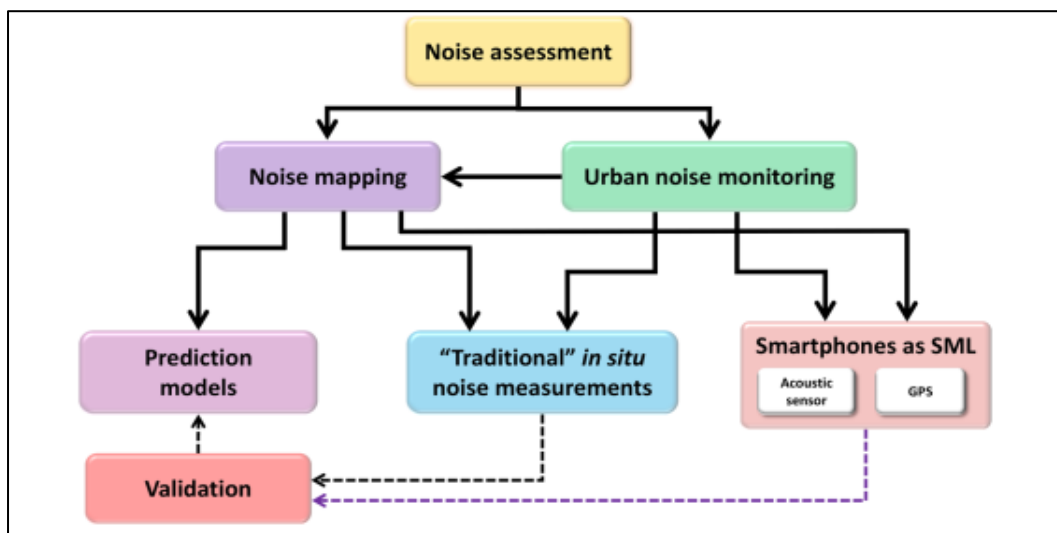 Noise assessment
Noise mapping
Urban noise monitoring
Prediction
models
“Traditional” in situ
noise measurements
Smartphones as SML
Acoustic
sensor
GPS
Validation